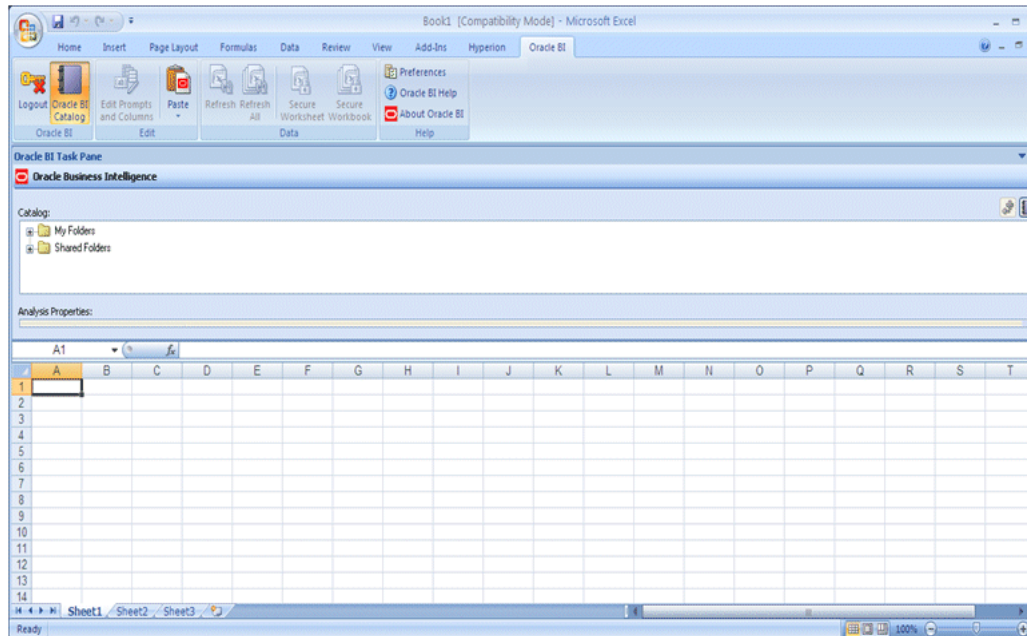 Book1 [Compatibility Mode] - Microsoft Excel
Home Insert Page Layout Formulas Data Review View Add-Ins Hyperion Oracle BI
Logout Oracle BI Catalog Edit Prompts and Columns Paste Refresh Refresh All Secure Worksheet Secure Workbook Preferences
Oracle BI Help
About Oracle BI
Oracle BI Edit Data Help
Oracle BI Task Pane
Oracle Business Intelligence
Catalog:
My Folders
Shared Folders
Analysis Properties:
A1 fx
A B C D E F G H I J K L M N O P Q R S T
1
2
3
4
5
6
7
8
9
10
11
12
13
14
Sheet1 Sheet2 Sheet3
Ready 100%